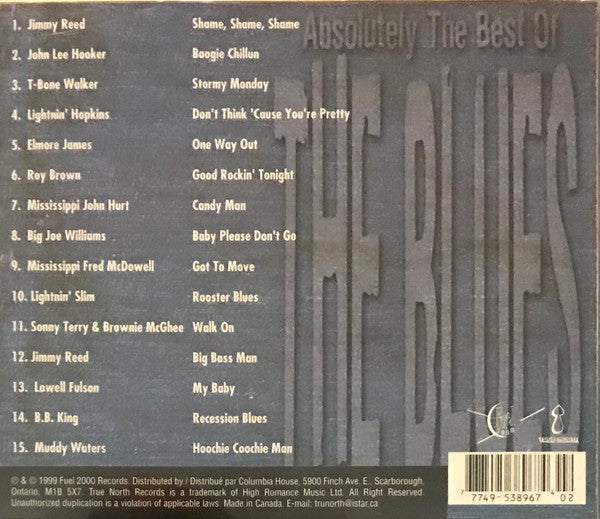 Absolutely The Best Of
THE BLUES
1. Jimmy Reed Shame, Shame, Shame
2. John Lee Hooker Boogie Chillun
3. T-Bone Walker Stormy Monday
4. Lightnin' Hopkins Don't Think 'Cause You're Pretty
5. Elmore James One Way Out
6. Roy Brown Good Rockin' Tonight
7. Mississippi John Hurt Candy Man
8. Big Joe Williams Baby Please Don't Go
9. Mississippi Fred McDowell Got To Move
10. Lightnin' Slim Rooster Blues
11. Sonny Terry & Brownie McGhee Walk On
12. Jimmy Reed Big Boss Man
13. Lowell Fulson My Baby
14. B.B. King Recession Blues
15. Muddy Waters Hoochie Coochie Man
℗ & © 1999 Fuel 2000 Records. Distributed by / Distribué par Columbia House, 5900 Finch Ave. E., Scarborough,
Ontario, M1B 5X7. True North Records is a trademark of High Romance Music Ltd. All Rights Reserved.
Unauthorized duplication is a violation of applicable laws. Made in Canada. E-mail: trunorth@istar.ca
7 7749-538967 4 02